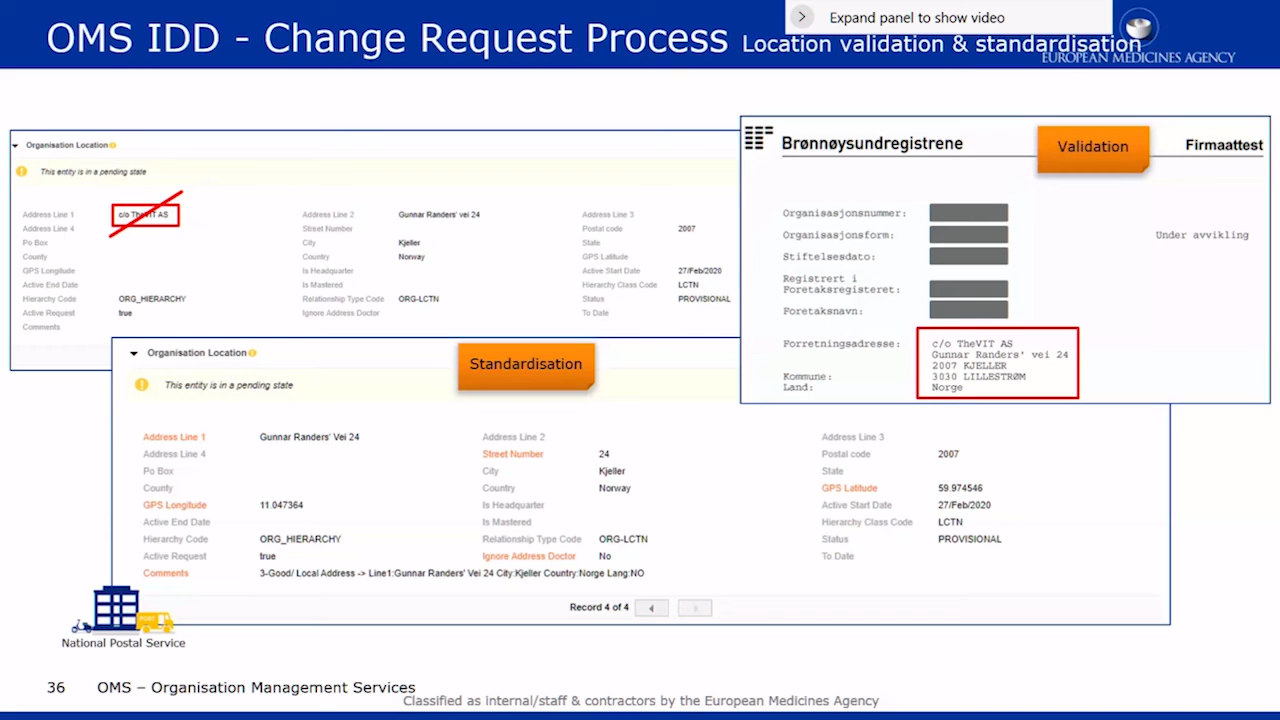 OMS IDD - Change Request Process Location validation & standardisation
Expand panel to show video
EUROPEAN MEDICINES AGENCY
Organisation Location
This entity is in a pending state
Address Line 1 c/o TheVIT AS Address Line 2 Gunnar Randers' vei 24 Address Line 3
Address Line 4 Street Number Postal code 2007
Po Box City Kjeller State
County Country Norway GPS Latitude
GPS Longitude Is Headquarter Active Start Date 27/Feb/2020
Active End Date Is Mastered Hierarchy Class Code LCTN
Hierarchy Code ORG_HIERARCHY Relationship Type Code ORG-LCTN Status PROVISIONAL
Active Request true Ignore Address Doctor To Date
Comments
Brønnøysundregistrene
Validation
Firmaattest
Organisasjonsnummer:
Organisasjonsform: Under avvikling
Stiftelsesdato:
Registrert i
Foretaksregisteret:
Foretaksnavn:
Forretningsadresse: c/o TheVIT AS
Gunnar Randers' vei 24
2007 KJELLER
Kommune: 3030 LILLESTRØM
Land: Norge
Organisation Location
Standardisation
This entity is in a pending state
Address Line 1 Gunnar Randers' Vei 24 Address Line 2 Address Line 3
Address Line 4 Street Number 24 Postal code 2007
Po Box City Kjeller State
County Country Norway GPS Latitude 59.974546
GPS Longitude 11.047364 Is Headquarter Active Start Date 27/Feb/2020
Active End Date Is Mastered Hierarchy Class Code LCTN
Hierarchy Code ORG_HIERARCHY Relationship Type Code ORG-LCTN Status PROVISIONAL
Active Request true Ignore Address Doctor No To Date
Comments 3-Good/ Local Address -> Line1:Gunnar Randers' Vei 24 City:Kjeller Country:Norge Lang:NO
Record 4 of 4
National Postal Service
36 OMS – Organisation Management Services
Classified as internal/staff & contractors by the European Medicines Agency